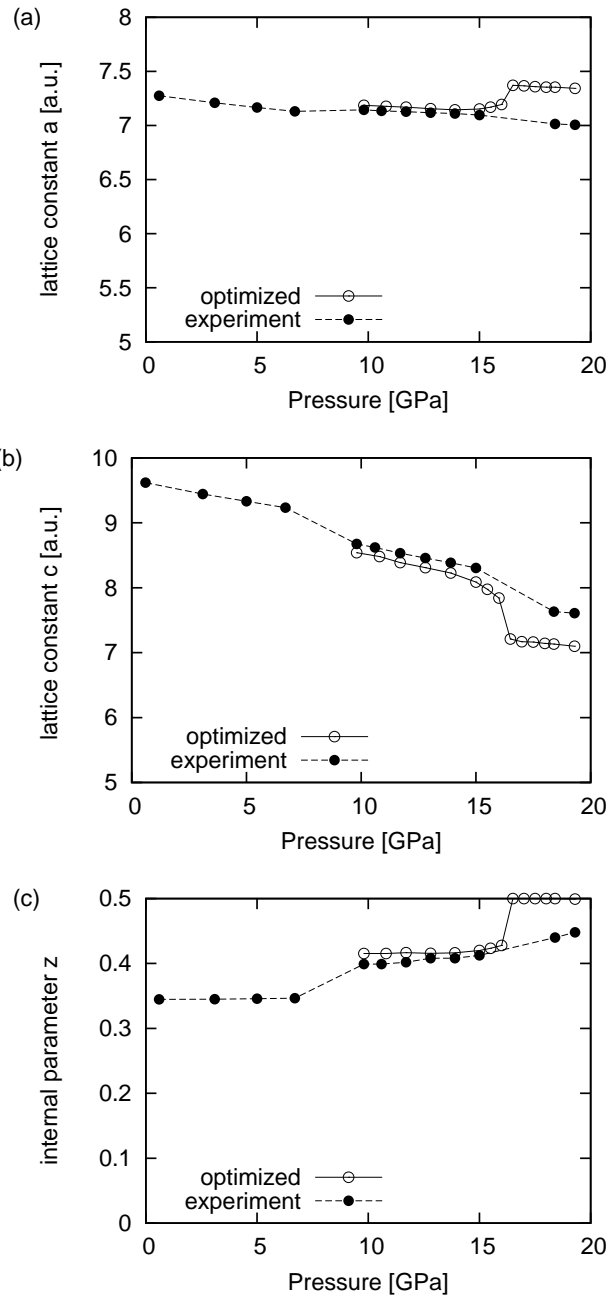 (a)
8
7.5
7
6.5
6
5.5
5
lattice constant a [a.u.]
optimized
experiment
0 5 10 15 20
Pressure [GPa]
(b)
10
9
8
7
6
5
lattice constant c [a.u.]
optimized
experiment
0 5 10 15 20
Pressure [GPa]
(c)
0.5
0.4
0.3
0.2
0.1
0
internal parameter z
optimized
experiment
0 5 10 15 20
Pressure [GPa]